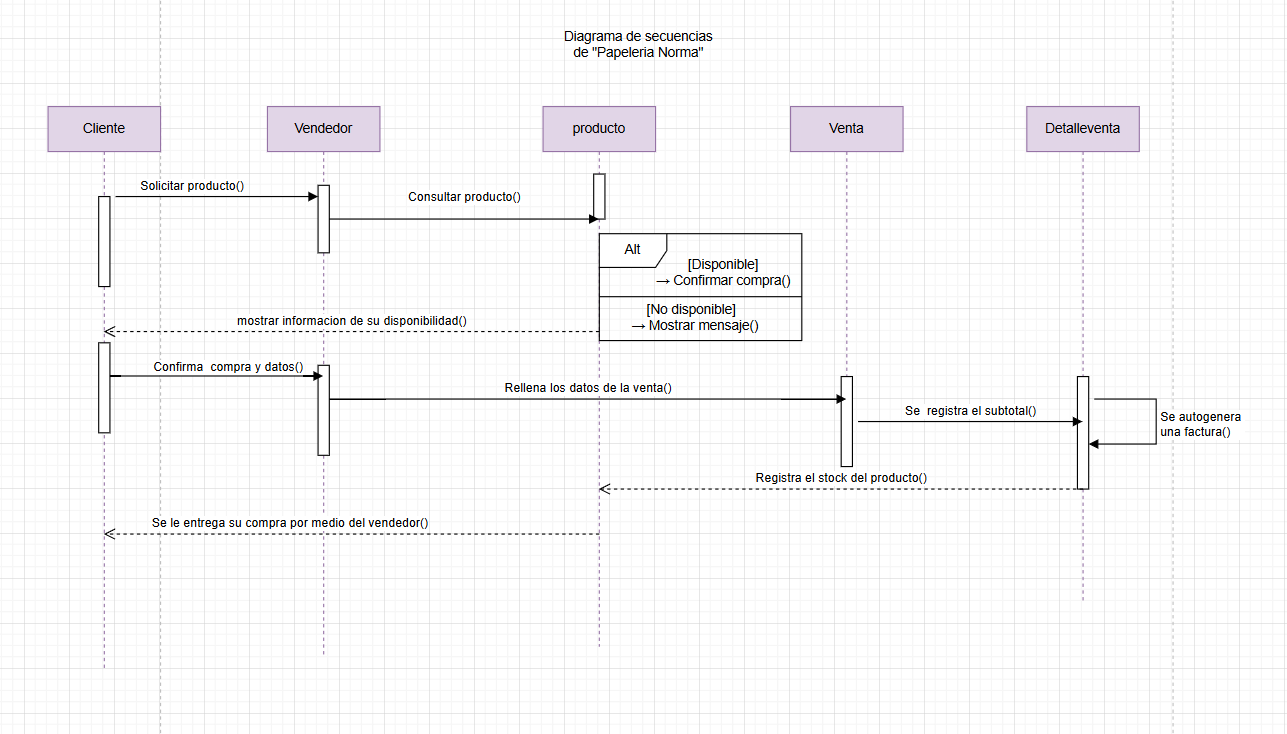 Diagrama de secuencias
de "Papeleria Norma"
Cliente
Vendedor
producto
Venta
Detalleventa
Solicitar producto()
Consultar producto()
Alt
[Disponible]
→ Confirmar compra()
[No disponible]
→ Mostrar mensaje()
mostrar informacion de su disponibilidad()
Confirma  compra y datos()
Rellena los datos de la venta()
Se  registra el subtotal()
Se autogenera
una factura()
Registra el stock del producto()
Se le entrega su compra por medio del vendedor()